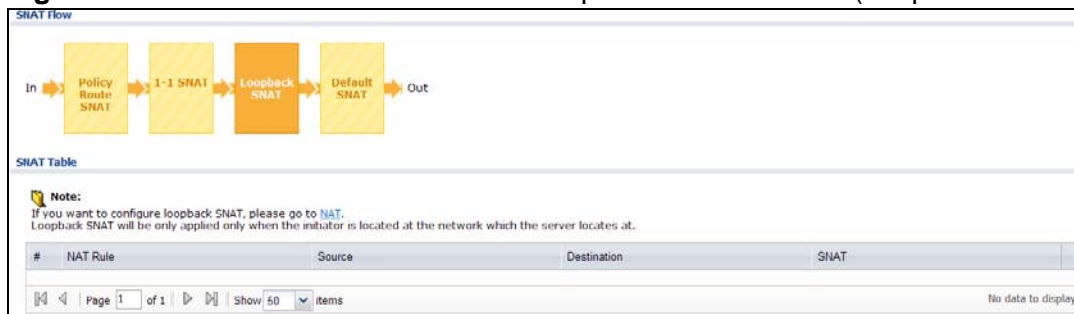 SNAT Flow
In
Policy Route SNAT
1-1 SNAT
Loopback SNAT
Default SNAT
Out
SNAT Table
Note:
If you want to configure loopback SNAT, please go to NAT.
Loopback SNAT will be only applied only when the initiator is located at the network which the server locates at.
# NAT Rule Source Destination SNAT
Page 1 of 1 Show 50 items No data to display